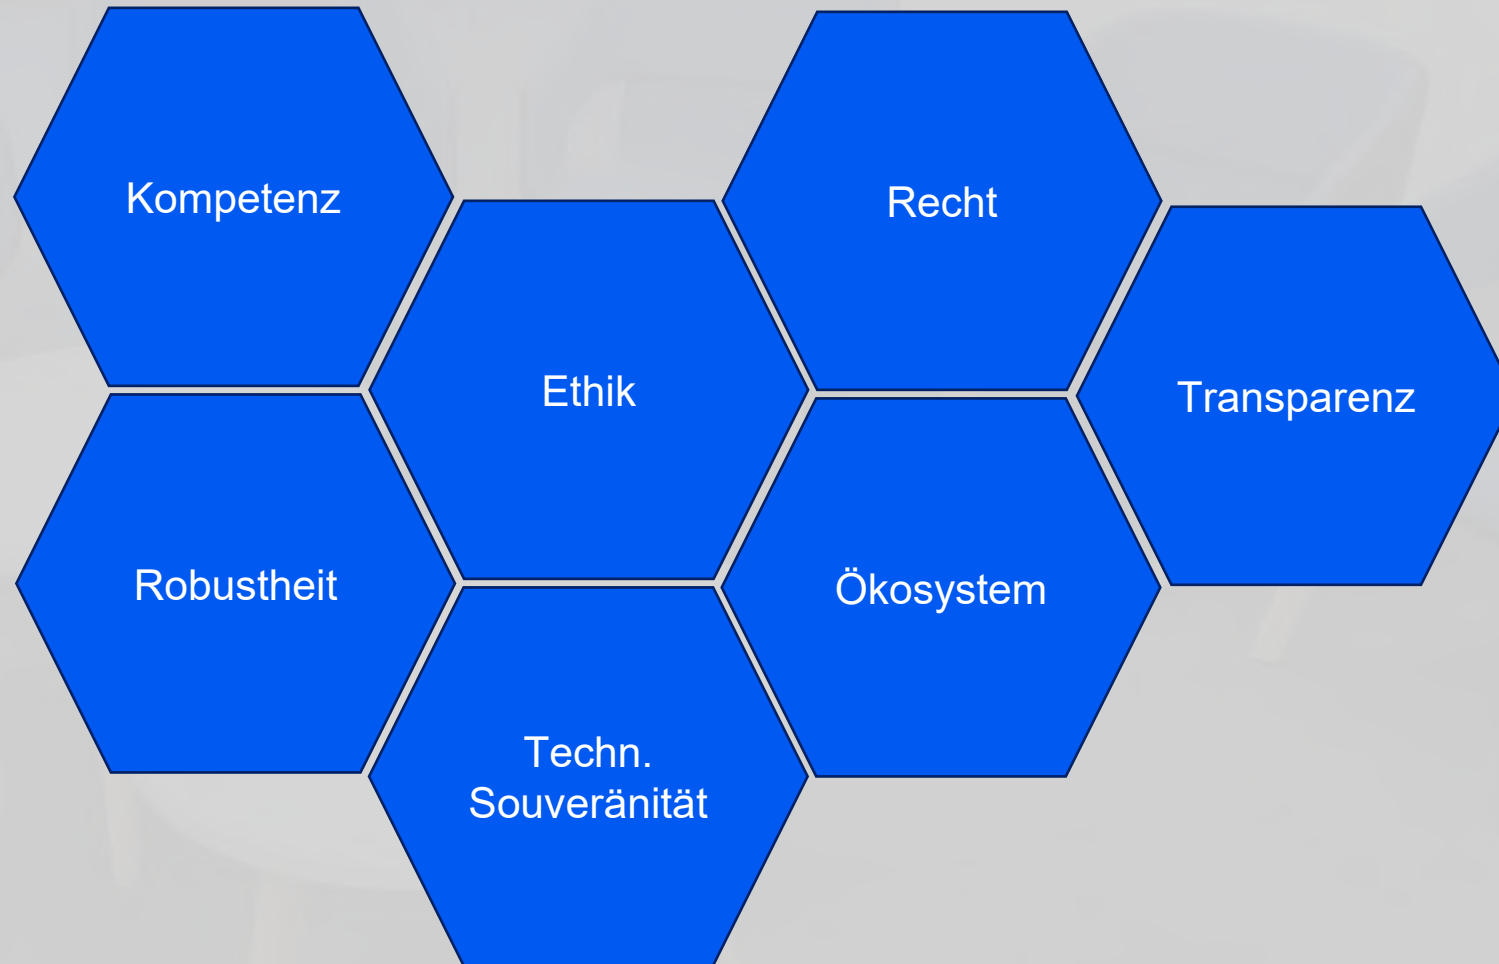 Kompetenz
Recht
Ethik
Transparenz
Robustheit
Ökosystem
Techn.
Souveränität